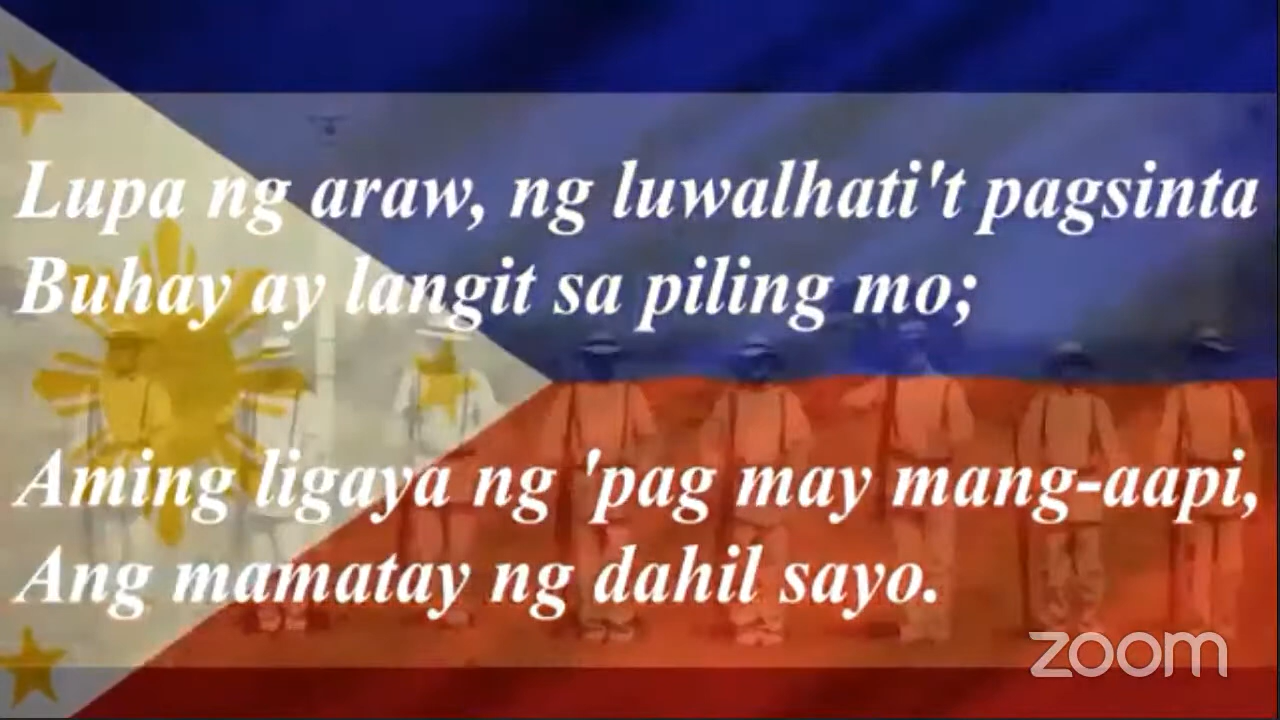 Lupa ng araw, ng luwalhati't pagsinta
Buhay ay langit sa piling mo;
Aming ligaya ng 'pag may mang-aapi,
Ang mamatay ng dahil sayo.
zoom